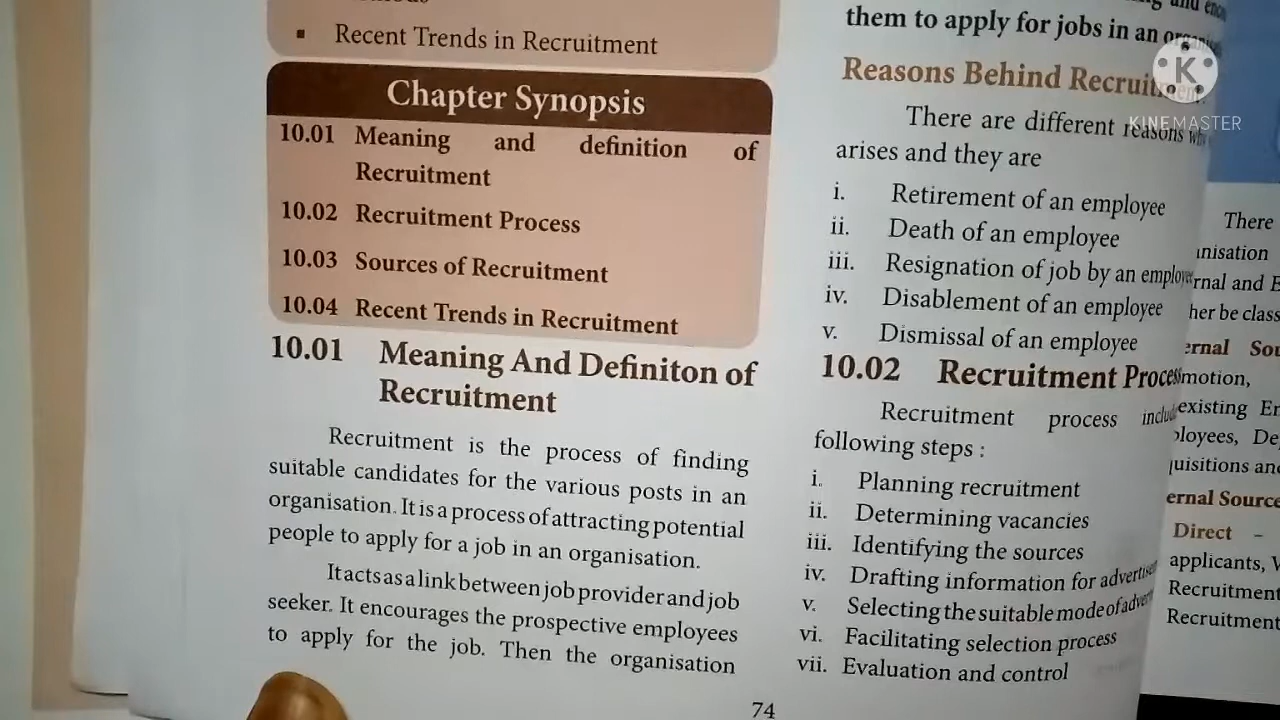 ▪ Recent Trends in Recruitment
Chapter Synopsis
10.01 Meaning and definition of
Recruitment
10.02 Recruitment Process
10.03 Sources of Recruitment
10.04 Recent Trends in Recruitment
10.01 Meaning And Definiton of
Recruitment
Recruitment is the process of finding
suitable candidates for the various posts in an
organisation. It is a process of attracting potential
people to apply for a job in an organisation.
It acts as a link between job provider and job
seeker. It encourages the prospective employees
to apply for the job. Then the organisation
them to apply for jobs in an
Reasons Behind
There are different reasons
arises and they are
i. Retirement of an employee
ii. Death of an employee
iii. Resignation of job by an
iv. Disablement of an employee
v. Dismissal of an employee
10.02 Recruitment
Recruitment process
following steps :
i. Planning recruitment
ii. Determining vacancies
iii. Identifying the sources
iv. Drafting information for
v. Selecting the suitable mode of
vi. Facilitating selection process
vii. Evaluation and control
74
There
existing
Direct –
applicants,
Recruitment
Recruitment
K
KINEMASTER